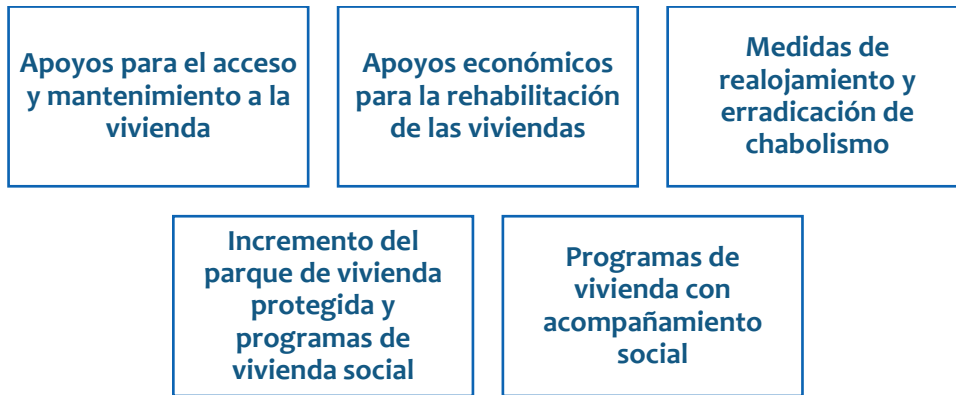 Apoyos para el acceso
y mantenimiento a la
vivienda
Apoyos económicos
para la rehabilitación
de las viviendas
Medidas de
realojamiento y
erradicación de
chabolismo
Incremento del
parque de vivienda
protegida y
programas de
vivienda social
Programas de
vivienda con
acompañamiento
social